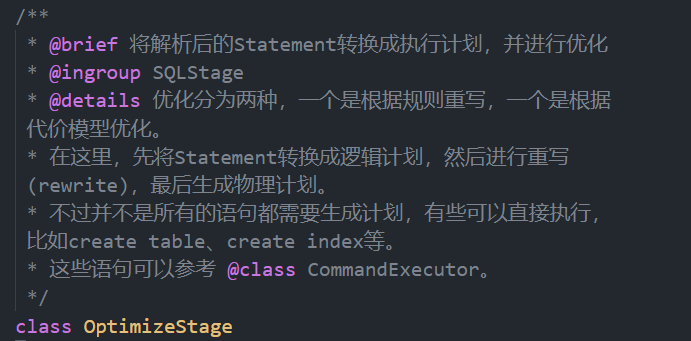 /**
* @brief 将解析后的Statement转换成执行计划，并进行优化
* @ingroup SQLStage
* @details 优化分为两种，一个是根据规则重写，一个是根据
代价模型优化。
* 在这里，先将Statement转换成逻辑计划，然后进行重写
(rewrite)，最后生成物理计划。
* 不过并不是所有的语句都需要生成计划，有些可以直接执行，
比如create table、create index等。
* 这些语句可以参考 @class CommandExecutor。
*/
class OptimizeStage